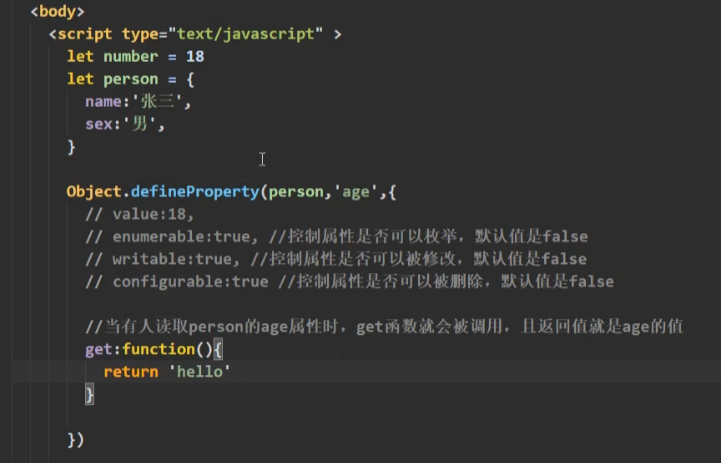 <body>
<script type="text/javascript" >
let number = 18
let person = {
name:'张三',
sex:'男',
}
Object.defineProperty(person,'age',{
// value:18,
// enumerable:true, //控制属性是否可以枚举，默认值是false
// writable:true, //控制属性是否可以被修改，默认值是false
// configurable:true //控制属性是否可以被删除，默认值是false
//当有人读取person的age属性时，get函数就会被调用，且返回值就是age的值
get:function(){
return 'hello'
}
})